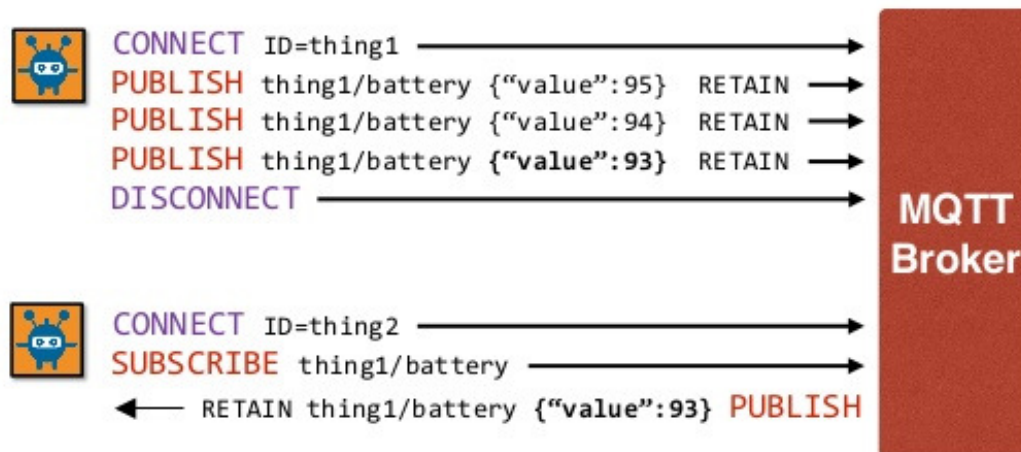 CONNECT ID=thing1
PUBLISH thing1/battery {“value”:95} RETAIN
PUBLISH thing1/battery {“value”:94} RETAIN
PUBLISH thing1/battery {“value”:93} RETAIN
DISCONNECT
MQTT
Broker
CONNECT ID=thing2
SUBSCRIBE thing1/battery
RETAIN thing1/battery {“value”:93} PUBLISH